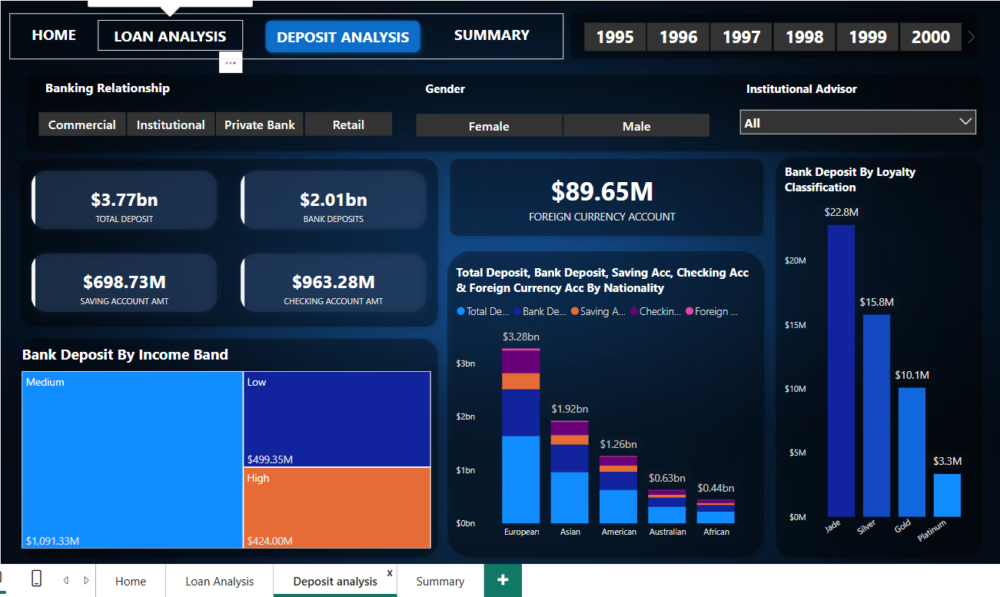 HOME
LOAN ANALYSIS
DEPOSIT ANALYSIS
SUMMARY
1995
1996
1997
1998
1999
2000
Banking Relationship
Commercial
Institutional
Private Bank
Retail
Gender
Female
Male
Institutional Advisor
All
$3.77bn
TOTAL DEPOSIT
$2.01bn
BANK DEPOSITS
$698.73M
SAVING ACCOUNT AMT
$963.28M
CHECKING ACCOUNT AMT
$89.65M
FOREIGN CURRENCY ACCOUNT
Bank Deposit By Income Band
Medium
$1,091.33M
Low
$499.35M
High
$424.00M
Total Deposit, Bank Deposit, Saving Acc, Checking Acc
& Foreign Currency Acc By Nationality
Total De...
Bank De...
Saving A...
Checkin...
Foreign ...
$3bn
$2bn
$1bn
$0bn
$3.28bn
$1.92bn
$1.26bn
$0.63bn
$0.44bn
European
Asian
American
Australian
African
Bank Deposit By Loyalty
Classification
$20M
$15M
$10M
$5M
$0M
$22.8M
$15.8M
$10.1M
$3.3M
Jade
Silver
Gold
Platinum
Home
Loan Analysis
Deposit analysis
x
Summary